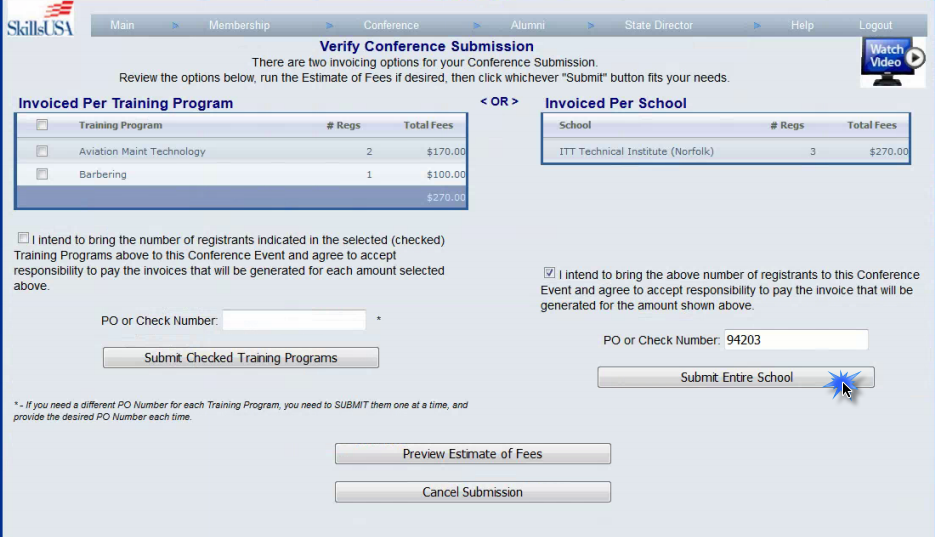 SkillsUSA
Main > Membership > Conference > Alumni > State Director > Help Logout
Verify Conference Submission
There are two invoicing options for your Conference Submission.
Review the options below, run the Estimate of Fees if desired, then click whichever "Submit" button fits your needs.
Watch
Video
Invoiced Per Training Program
Training Program # Regs Total Fees
Aviation Maint Technology 2 $170.00
Barbering 1 $100.00
$270.00
I intend to bring the number of registrants indicated in the selected (checked)
Training Programs above to this Conference Event and agree to accept
responsibility to pay the invoices that will be generated for each amount selected
above.
PO or Check Number: *
Submit Checked Training Programs
* - If you need a different PO Number for each Training Program, you need to SUBMIT them one at a time, and
provide the desired PO Number each time.
< OR >
Invoiced Per School
School # Regs Total Fees
ITT Technical Institute (Norfolk) 3 $270.00
I intend to bring the above number of registrants to this Conference
Event and agree to accept responsibility to pay the invoice that will be
generated for the amount shown above.
PO or Check Number: 94203
Submit Entire School
Preview Estimate of Fees
Cancel Submission